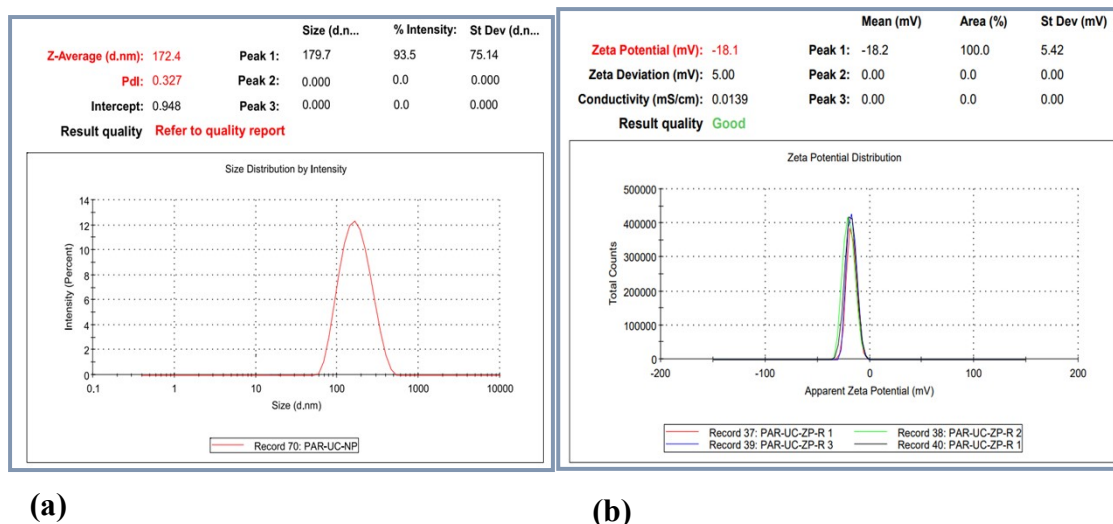 Size (d.n... % Intensity: St Dev (d.n...
Z-Average (d.nm): 172.4 Peak 1: 179.7 93.5 75.14
PdI: 0.327 Peak 2: 0.000 0.0 0.000
Intercept: 0.948 Peak 3: 0.000 0.0 0.000
Result quality Refer to quality report
Size Distribution by Intensity
Intensity (Percent)
14
12
10
8
6
4
2
0
0,1 1 10 100 1000 10000
Size (d.nm)
Record 70: PAR-UC-NP
(a)
Mean (mV) Area (%) St Dev (mV)
Zeta Potential (mV): -18.1 Peak 1: -18.2 100.0 5.42
Zeta Deviation (mV): 5.00 Peak 2: 0.00 0.0 0.00
Conductivity (mS/cm): 0.0139 Peak 3: 0.00 0.0 0.00
Result quality Good
Zeta Potential Distribution
Total Counts
500000
400000
300000
200000
100000
0
-200 -100 0 100 200
Apparent Zeta Potential (mV)
Record 37: PAR-UC-ZP-R 1 Record 38: PAR-UC-ZP-R 2
Record 39: PAR-UC-ZP-R 3 Record 40: PAR-UC-ZP-R 1
(b)